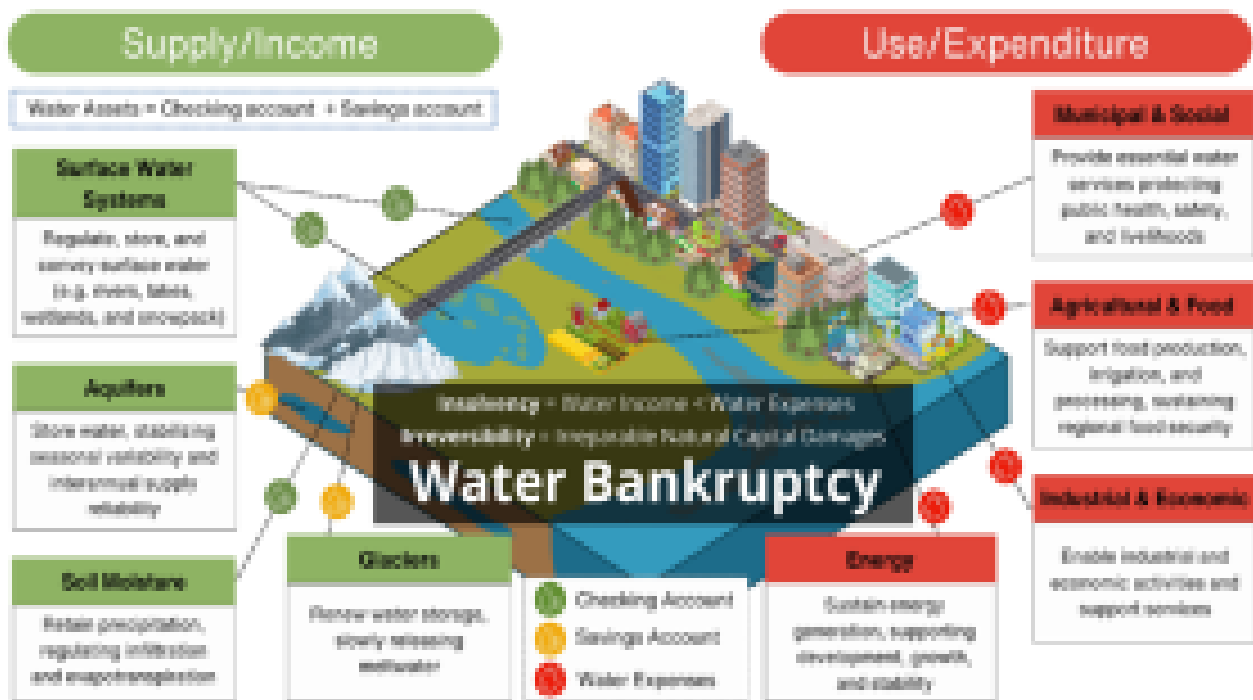 Supply/Income
Use/Expenditure
Water Assets = Checking account + Savings account
Surface Water
Systems
Regulate, store, and
convey surface water
(e.g. rivers, lakes,
wetlands, and snowpack)
Aquifers
Store water, stabilising
seasonal variability and
interannual supply
reliability
Soil Moisture
Retain precipitation,
regulating infiltration
and evapotranspiration
Glaciers
Renew water storage,
slowly releasing
meltwater
Insolvency = Water Income < Water Expenses
Irreversibility = Irreparable Natural Capital Damages
Water Bankruptcy
Checking Account
Savings Account
Water Expenses
Municipal & Social
Provide essential water
services protecting
public health, safety,
and livelihoods
Agricultural & Food
Support food production,
irrigation, and
processing, sustaining
regional food security
Industrial & Economic
Enable industrial and
economic activities and
support services
Energy
Sustain energy
generation, supporting
development, growth,
and stability